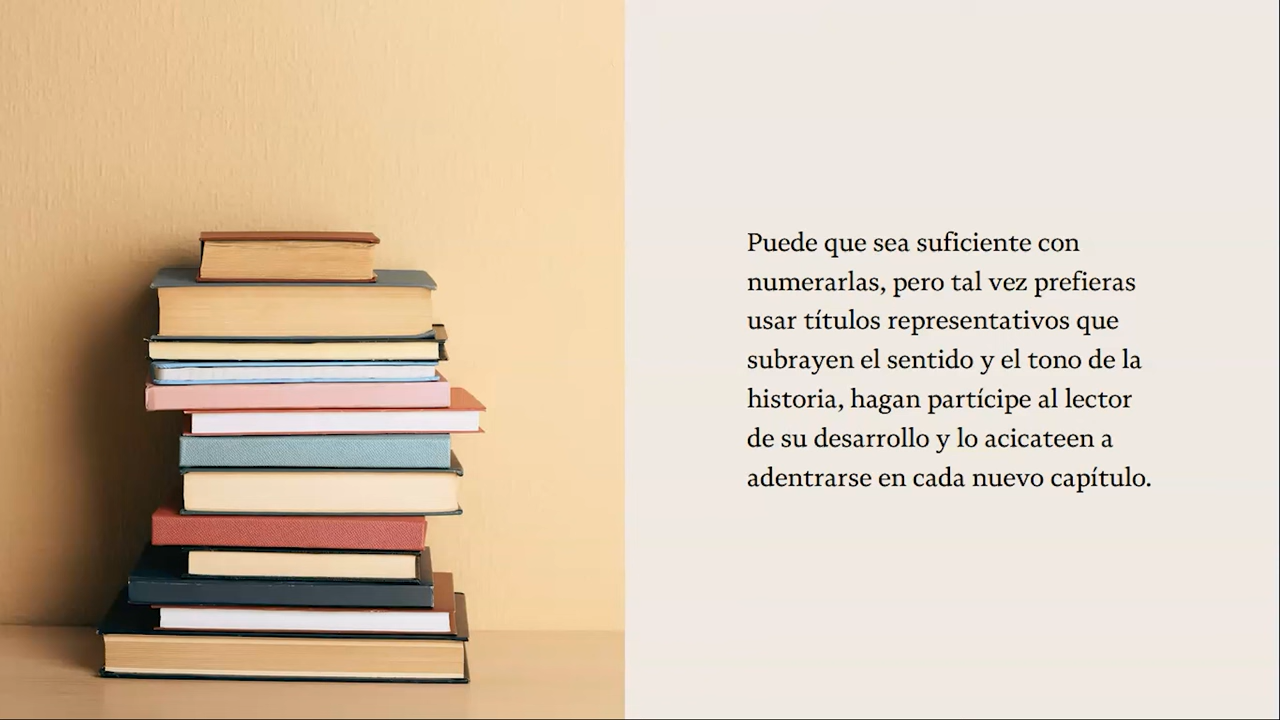 Puede que sea suficiente con
numerarlas, pero tal vez prefieras
usar títulos representativos que
subrayen el sentido y el tono de la
historia, hagan partícipe al lector
de su desarrollo y lo acicateen a
adentrarse en cada nuevo capítulo.